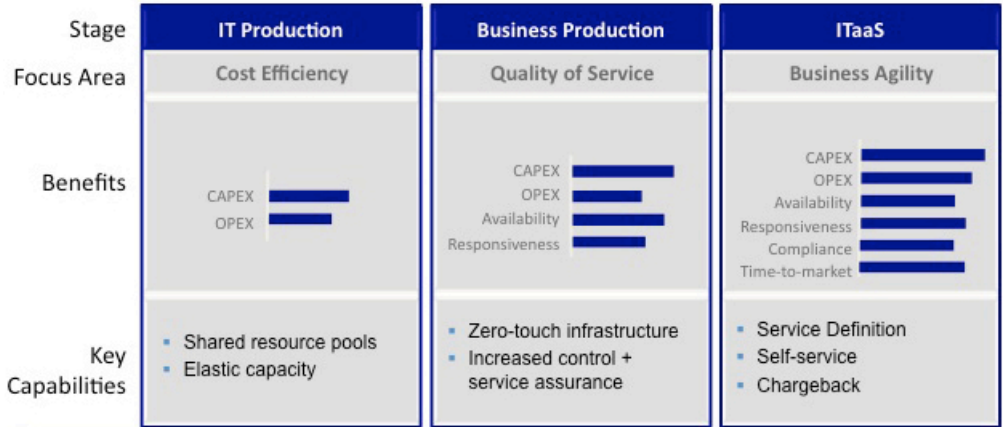 Stage
IT Production
Business Production
ITaaS
Focus Area
Cost Efficiency
Quality of Service
Business Agility
Benefits
CAPEX
OPEX
CAPEX
OPEX
Availability
Responsiveness
CAPEX
OPEX
Availability
Responsiveness
Compliance
Time-to-market
Key
Capabilities
▪ Shared resource pools
▪ Elastic capacity
▪ Zero-touch infrastructure
▪ Increased control +
service assurance
▪ Service Definition
▪ Self-service
▪ Chargeback